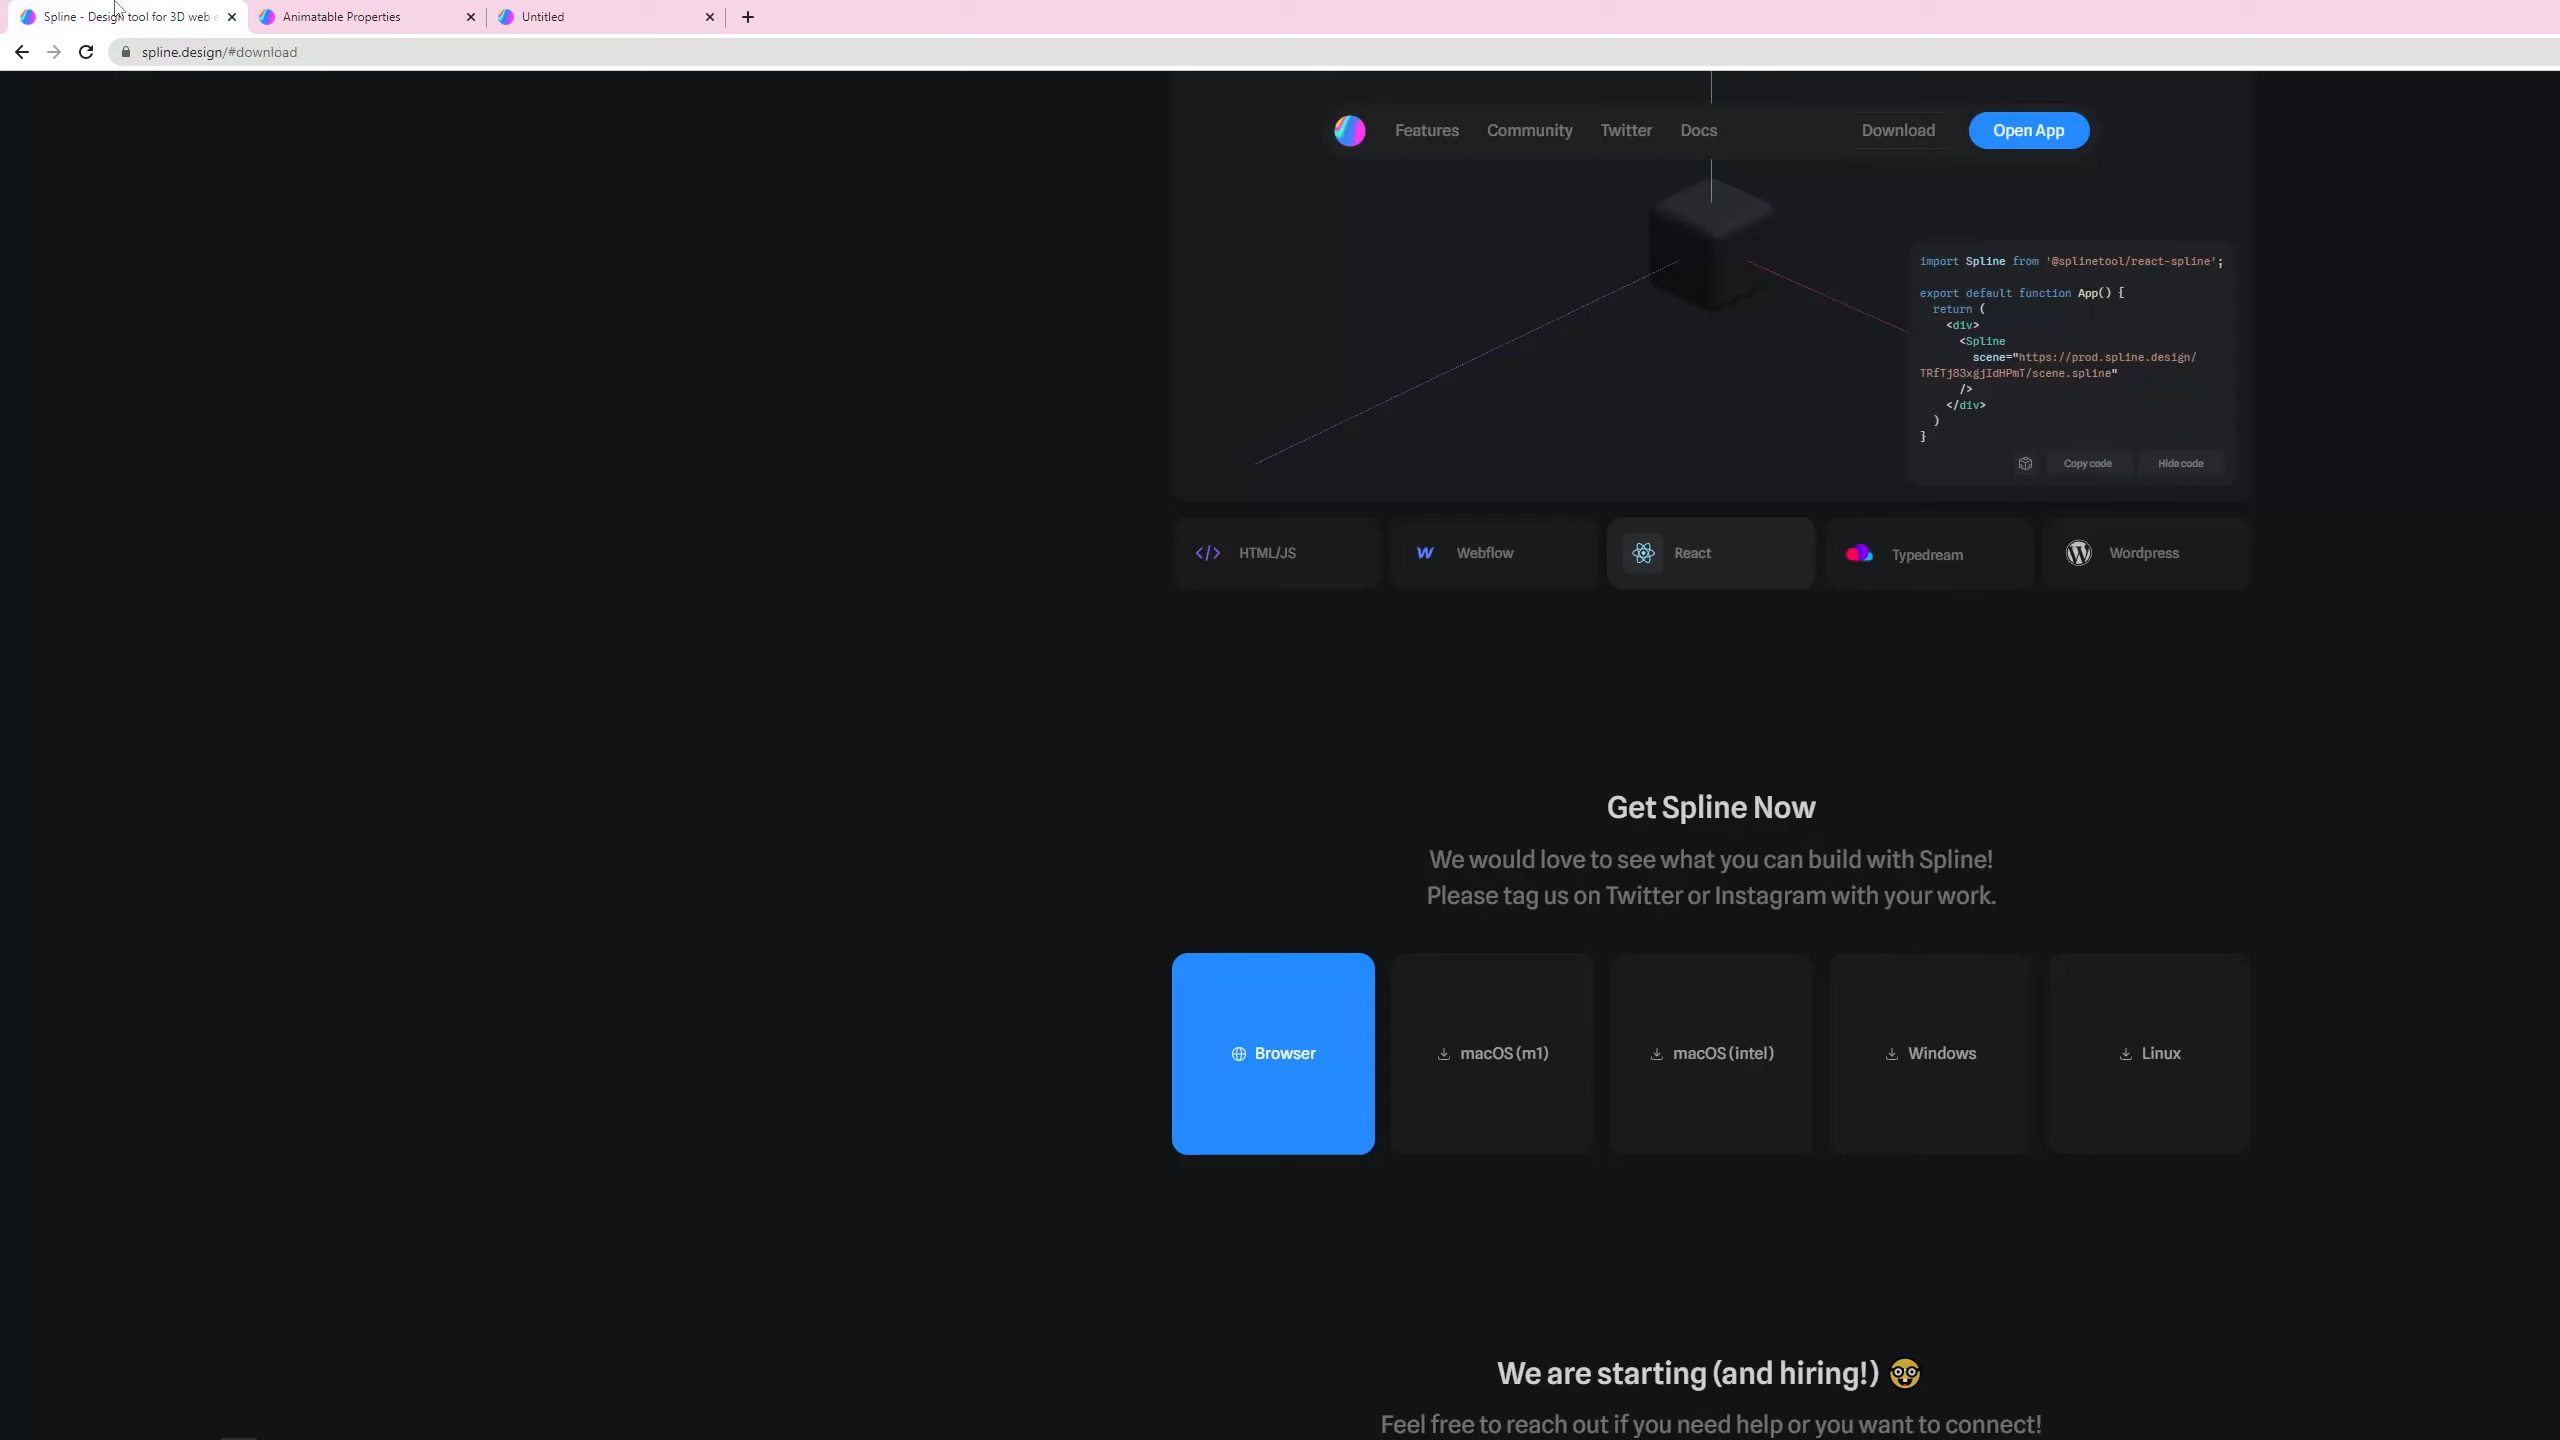 Spline - Design tool for 3D web e
Animatable Properties
Untitled
spline.design/#download
Features
Community
Twitter
Docs
Download
Open App
import Spline from '@splinetool/react-spline';
export default function App() {
return (
<div>
<Spline
scene="https://prod.spline.design/
TRfTj83xgjIdHPmT/scene.spline"
/>
</div>
)
}
Copy code
Hide code
HTML/JS
Webflow
React
Typedream
Wordpress
Get Spline Now
We would love to see what you can build with Spline!
Please tag us on Twitter or Instagram with your work.
Browser
macOS (m1)
macOS (intel)
Windows
Linux
We are starting (and hiring!) 🤓
Feel free to reach out if you need help or you want to connect!